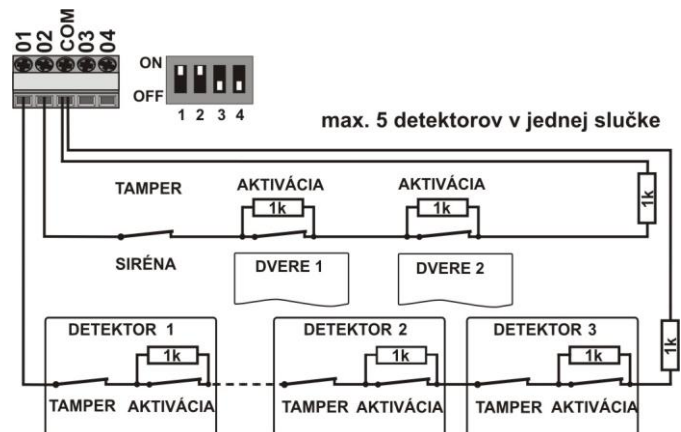 01 02 COM 03 04
ON
OFF
1 2 3 4
max. 5 detektorov v jednej slučke
TAMPER AKTIVÁCIA AKTIVÁCIA
1k 1k 1k
SIRÉNA DVERE 1 DVERE 2
DETEKTOR 1 DETEKTOR 2 DETEKTOR 3
1k 1k 1k 1k
TAMPER AKTIVÁCIA TAMPER AKTIVÁCIA TAMPER AKTIVÁCIA